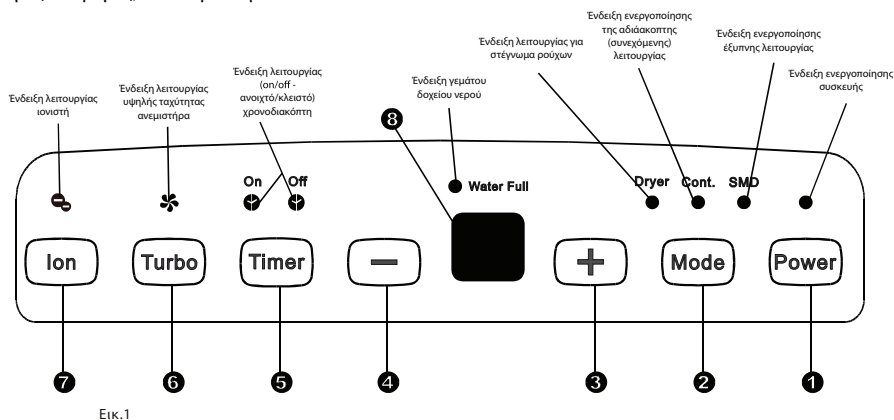 Ένδειξη λειτουργίας
ιονιστή
Ένδειξη λειτουργίας
υψηλής ταχύτητας
ανεμιστήρα
Ένδειξη λειτουργίας
(on/off -
ανοιχτό/κλειστό)
χρονοδιακόπτη
Ένδειξη γεμάτου
δοχείου νερού
Ένδειξη λειτουργίας για
στέγνωμα ρούχων
Ένδειξη ενεργοποίησης
της αδιάακοπτης
(συνεχόμενης)
λειτουργίας
Ένδειξη ενεργοποίησης
έξυπνης λειτουργίας
Ένδειξη ενεργοποίησης
συσκευής
8
On Off
Water Full
Dryer Cont. SMD
Ion Turbo Timer − + Mode Power
7 6 5 4 3 2 1
Εικ.1